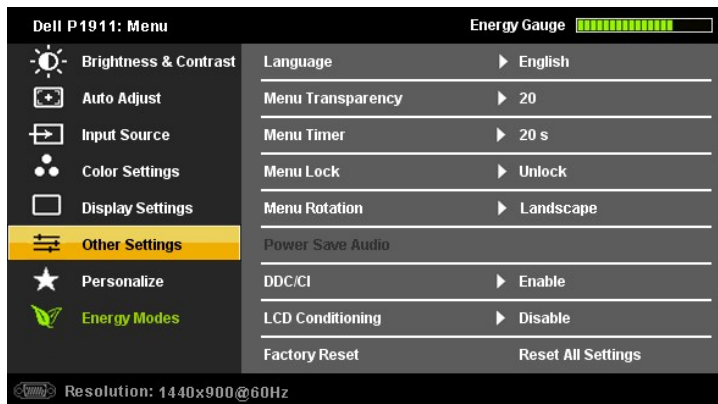 Dell P1911: Menu Energy Gauge
Brightness & Contrast Language English
Auto Adjust Menu Transparency 20
Input Source Menu Timer 20 s
Color Settings Menu Lock Unlock
Display Settings Menu Rotation Landscape
Other Settings Power Save Audio
Personalize DDC/CI Enable
Energy Modes LCD Conditioning Disable
Factory Reset Reset All Settings
Resolution: 1440x900@60Hz